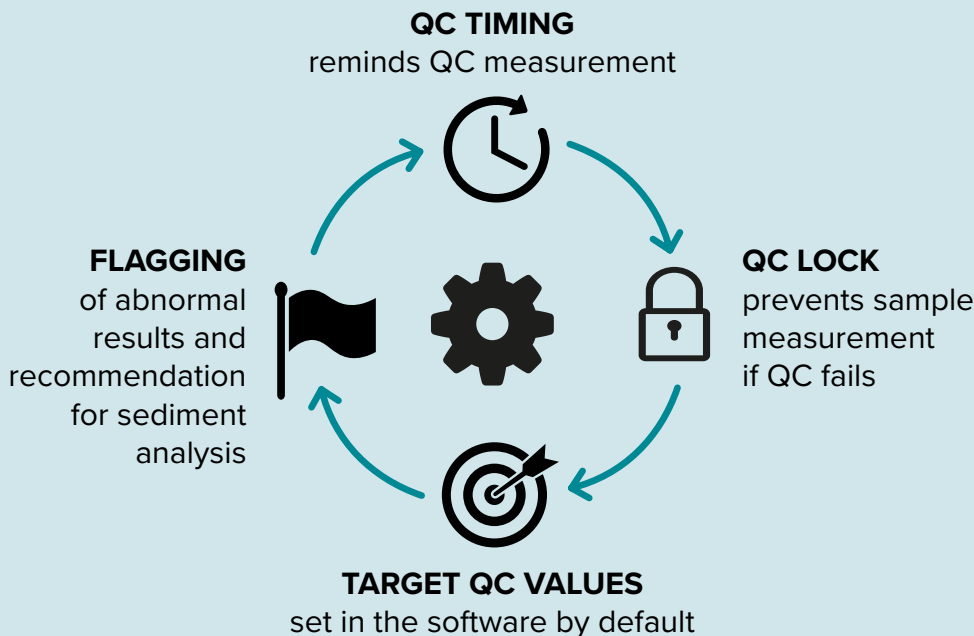 QC TIMING
reminds QC measurement
FLAGGING
of abnormal
results and
recommendation
for sediment
analysis
QC LOCK
prevents sample
measurement
if QC fails
TARGET QC VALUES
set in the software by default